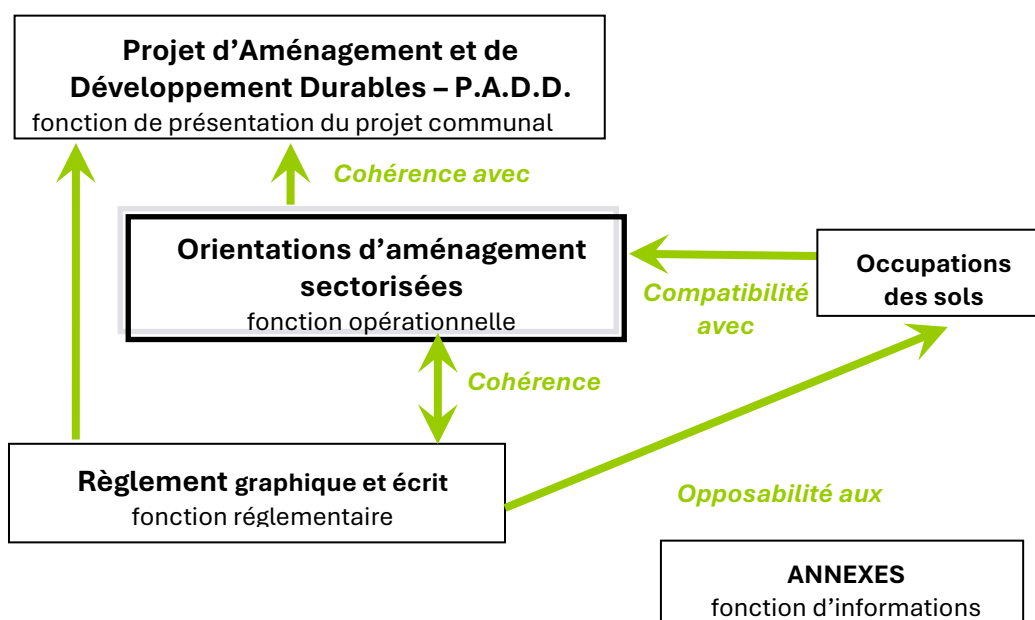 Projet d’Aménagement et de
Développement Durables – P.A.D.D.
fonction de présentation du projet communal
Cohérence avec
Orientations d’aménagement
sectorisées
fonction opérationnelle
Occupations
des sols
Compatibilité
avec
Cohérence
Règlement graphique et écrit
fonction réglementaire
Opposabilité aux
ANNEXES
fonction d’informations